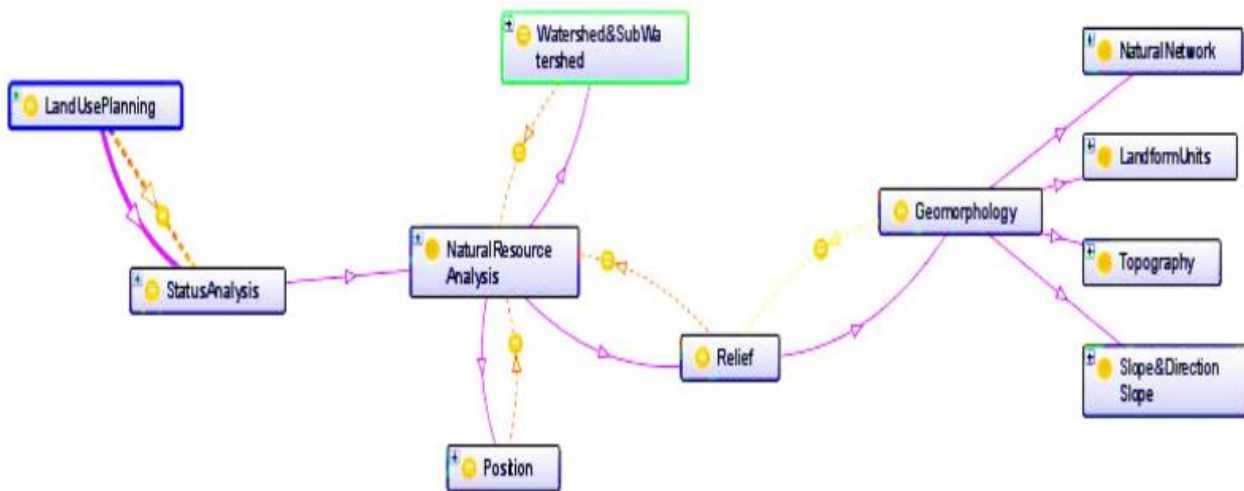 Watershed&SubWa
tershed
NaturalNetwork
LandUsePlanning
LandformUnits
Geomorphology
NaturalResource
Analysis
Topography
StatusAnalysis
Relief
Slope&Direction
Slope
Position